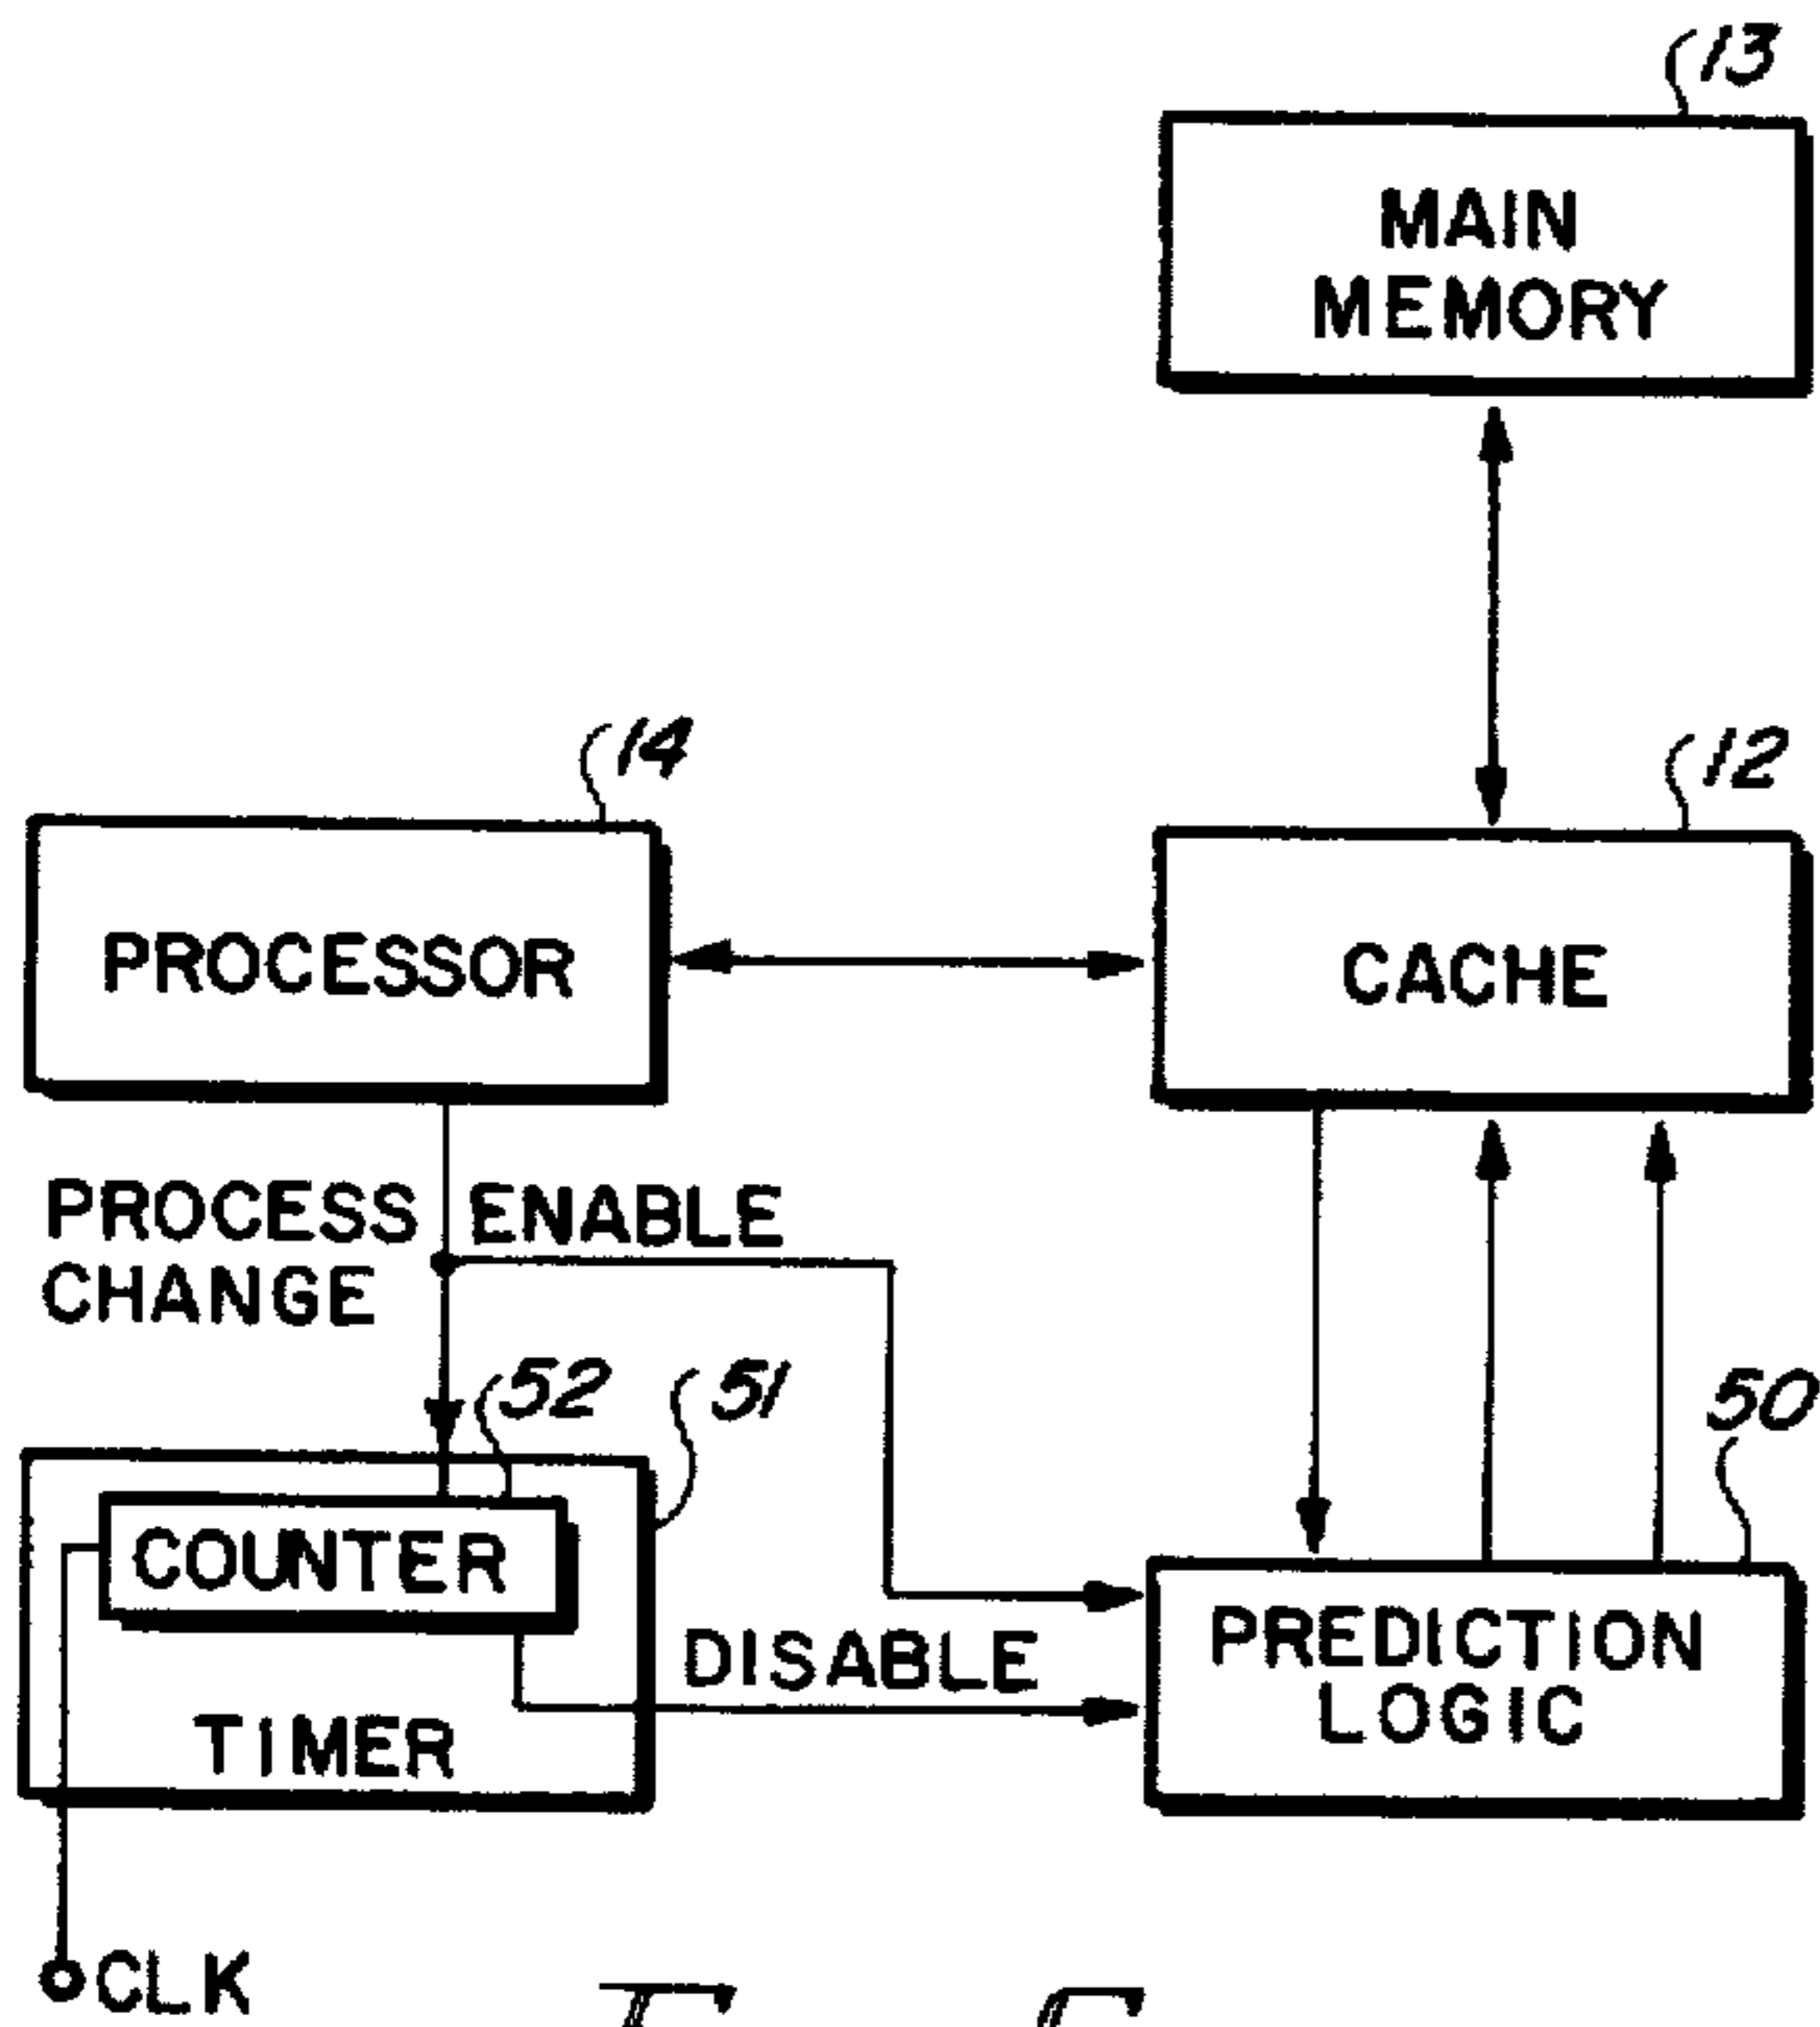 13
MAIN
MEMORY
14
12
PROCESSOR
CACHE
PROCESS ENABLE
CHANGE
52
51
50
COUNTER
PREDICTION
DISABLE
LOGIC
TIMER
CLK